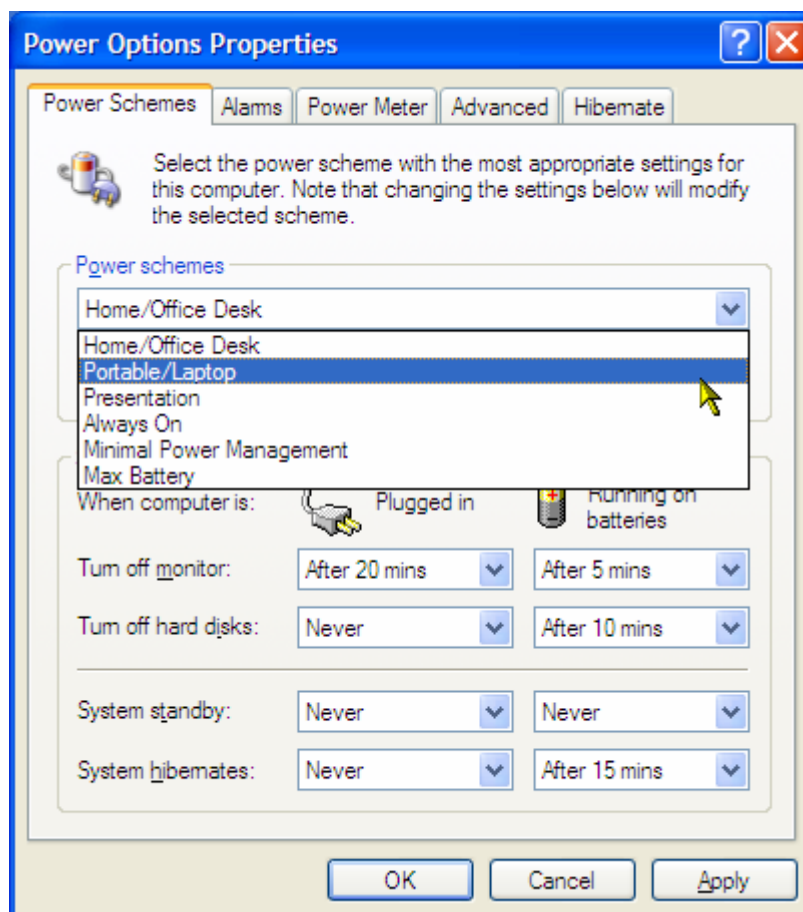 Power Options Properties
Power Schemes Alarms Power Meter Advanced Hibernate
Select the power scheme with the most appropriate settings for
this computer. Note that changing the settings below will modify
the selected scheme.
Power schemes
Home/Office Desk
Home/Office Desk
Portable/Laptop
Presentation
Always On
Minimal Power Management
Max Battery
When computer is: Plugged in Running on
batteries
Turn off monitor: After 20 mins After 5 mins
Turn off hard disks: Never After 10 mins
System standby: Never Never
System hibernates: Never After 15 mins
OK Cancel Apply